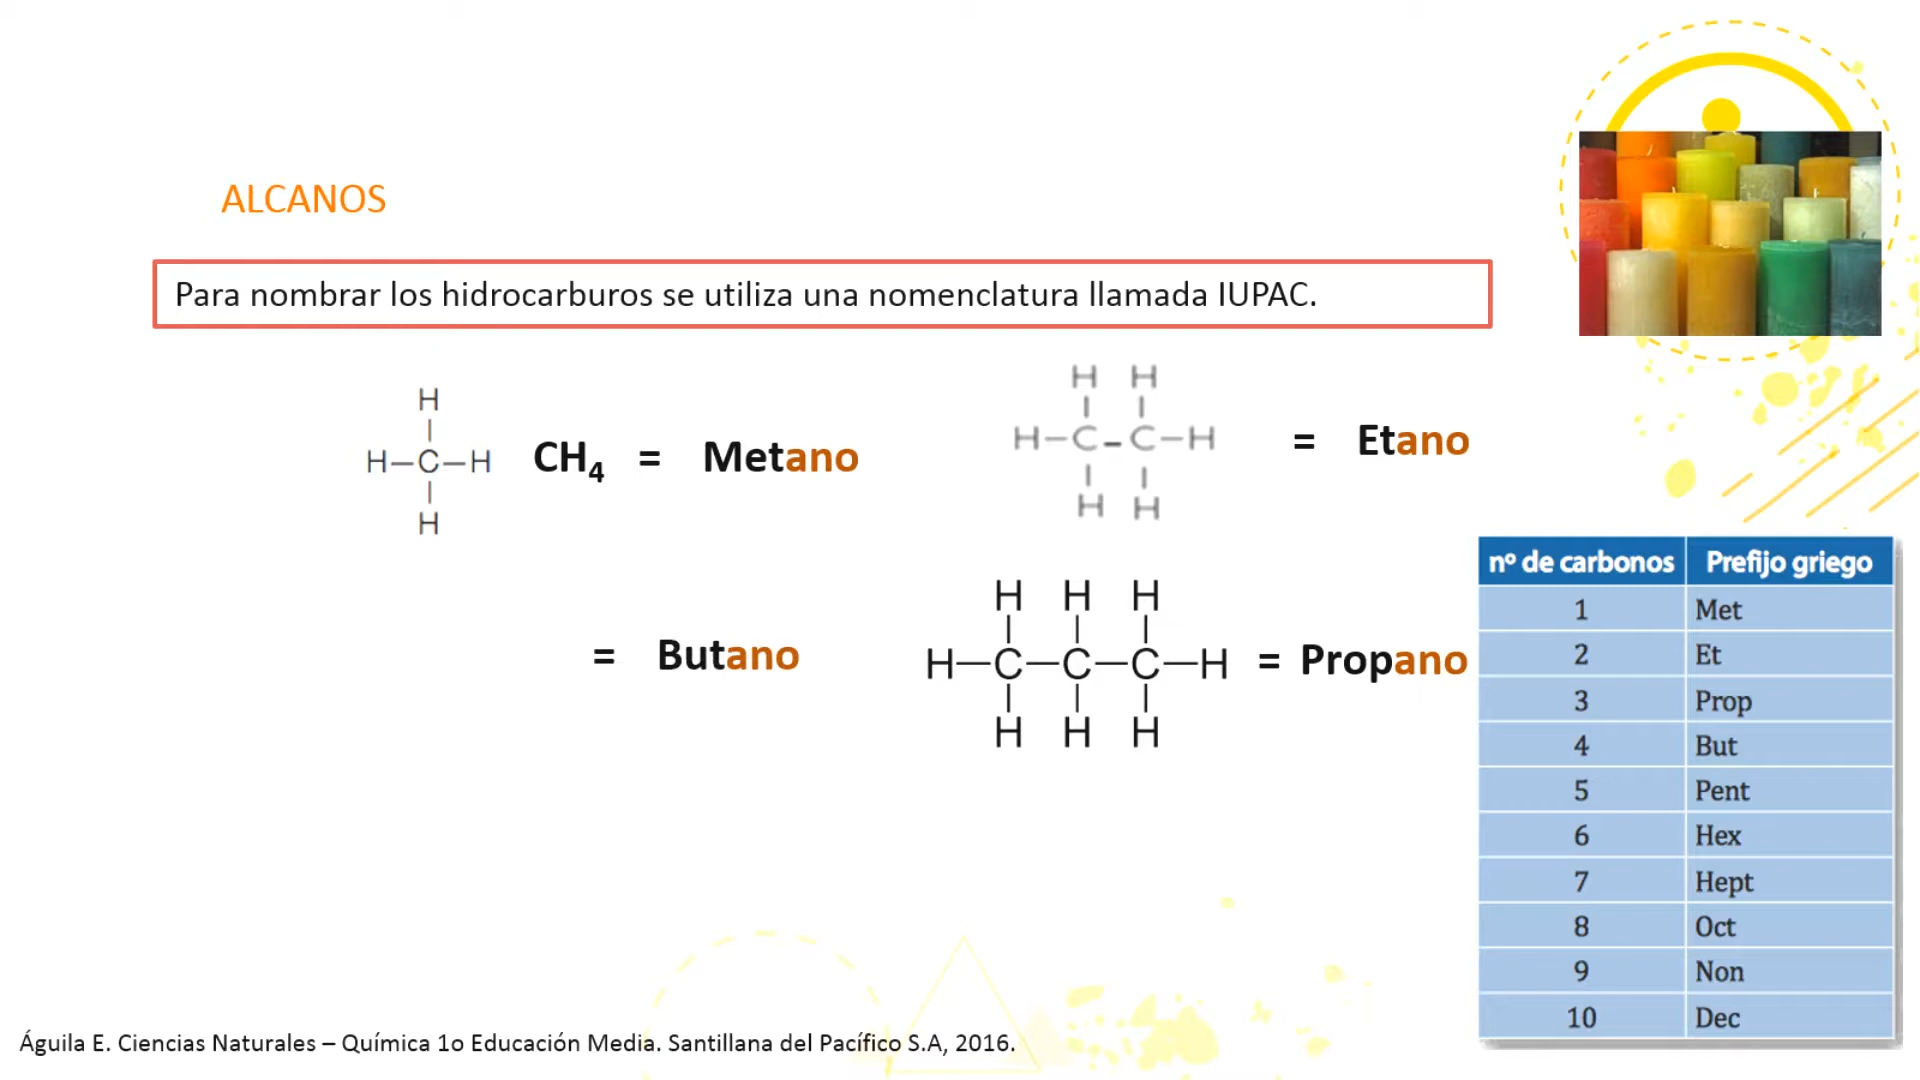 ALCANOS
Para nombrar los hidrocarburos se utiliza una nomenclatura llamada IUPAC.
H
H–C–H
H
CH₄ = Metano
H H
H–C–C–H
H H
= Etano
= Butano
H H H
H–C–C–C–H
H H H
= Propano
nº de carbonos Prefijo griego
1 Met
2 Et
3 Prop
4 But
5 Pent
6 Hex
7 Hept
8 Oct
9 Non
10 Dec
Águila E. Ciencias Naturales – Química 1o Educación Media. Santillana del Pacífico S.A, 2016.